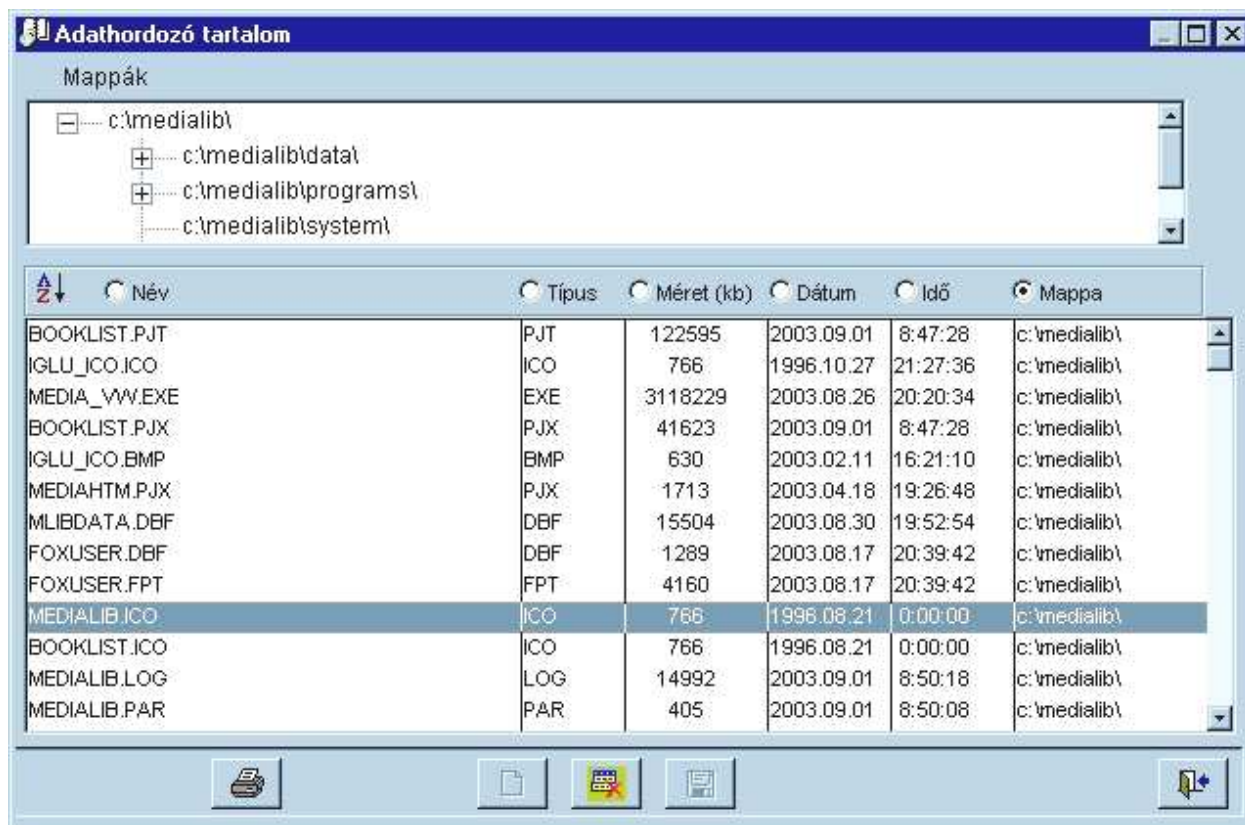 Adathordozó tartalom
Mappák
c:\medialib\
c:\medialib\data\
c:\medialib\programs\
c:\medialib\system\
Név Típus Méret (kb) Dátum Idő Mappa
BOOKLIST.PJT PJT 122595 2003.09.01 8:47:28 c:\medialib\
IGLU_ICO.ICO ICO 766 1996.10.27 21:27:36 c:\medialib\
MEDIA_VW.EXE EXE 3118229 2003.08.26 20:20:34 c:\medialib\
BOOKLIST.PJX PJX 41623 2003.09.01 8:47:28 c:\medialib\
IGLU_ICO.BMP BMP 630 2003.02.11 16:21:10 c:\medialib\
MEDIAHTM.PJX PJX 1713 2003.04.18 19:26:48 c:\medialib\
MLIBDATA.DBF DBF 15504 2003.08.30 19:52:54 c:\medialib\
FOXUSER.DBF DBF 1289 2003.08.17 20:39:42 c:\medialib\
FOXUSER.FPT FPT 4160 2003.08.17 20:39:42 c:\medialib\
MEDIALIB.ICO ICO 766 1996.08.21 0:00:00 c:\medialib\
BOOKLIST.ICO ICO 766 1996.08.21 0:00:00 c:\medialib\
MEDIALIB.LOG LOG 14992 2003.09.01 8:50:18 c:\medialib\
MEDIALIB.PAR PAR 405 2003.09.01 8:50:08 c:\medialib\